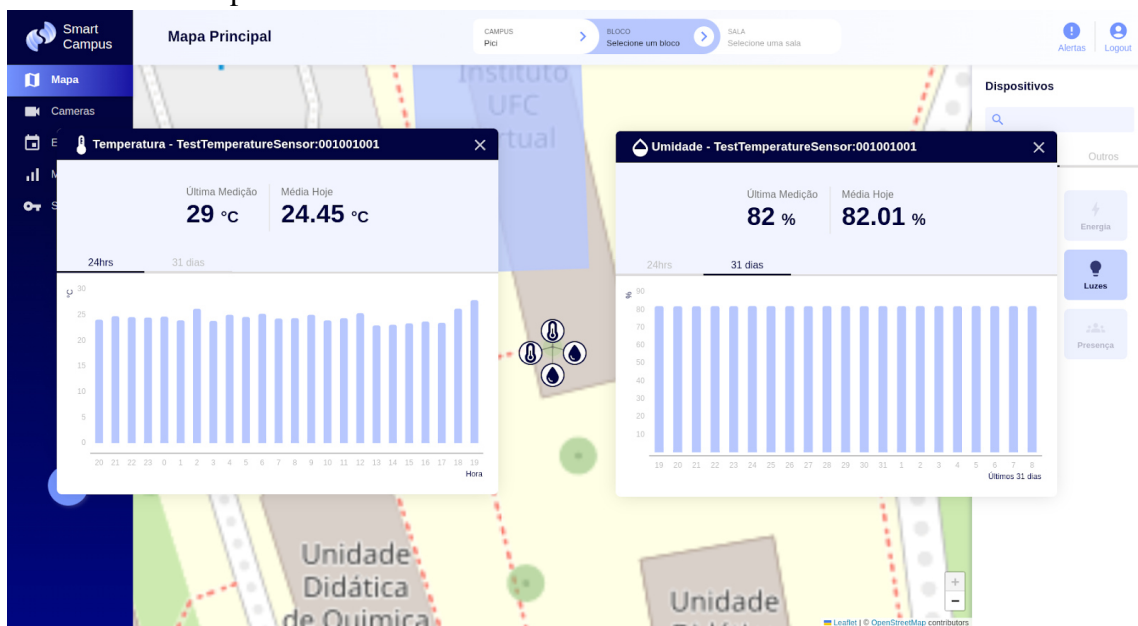 Smart
Campus
Mapa Principal
CAMPUS
Pici
BLOCO
Selecione um bloco
SALA
Selecione uma sala
Alertas
Logout
Mapa
Cameras
E
M
S
Instituto
UFC
rtual
Dispositivos
Outros
Energia
Luzes
Presença
Temperatura - TestTemperatureSensor:001001001
Última Medição
Média Hoje
29 °C
24.45 °C
24hrs
31 dias
°C
30
25
20
15
10
5
0
20 21 22 23 0 1 2 3 4 5 6 7 8 9 10 11 12 13 14 15 16 17 18 19
Hora
Umidade - TestTemperatureSensor:001001001
Última Medição
Média Hoje
82 %
82.01 %
24hrs
31 dias
%
90
80
70
60
50
40
30
20
10
19 20 21 22 23 24 25 26 27 28 29 30 31 1 2 3 4 5 6 7 8
Últimos 31 dias
Unidade
Didática
de Quimica
Unidade
+
−
Leaflet | © OpenStreetMap contributors